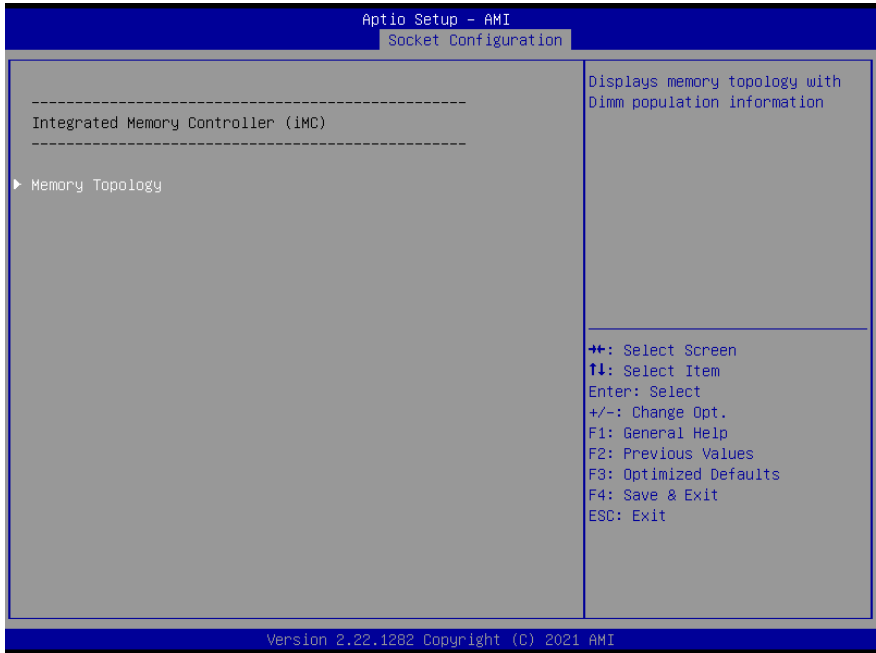 Aptio Setup – AMI
Socket Configuration
--------------------------------------------------
Integrated Memory Controller (iMC)
--------------------------------------------------
▶ Memory Topology
Displays memory topology with
Dimm population information
→←: Select Screen
↑↓: Select Item
Enter: Select
+/-: Change Opt.
F1: General Help
F2: Previous Values
F3: Optimized Defaults
F4: Save & Exit
ESC: Exit
Version 2.22.1282 Copyright (C) 2021 AMI